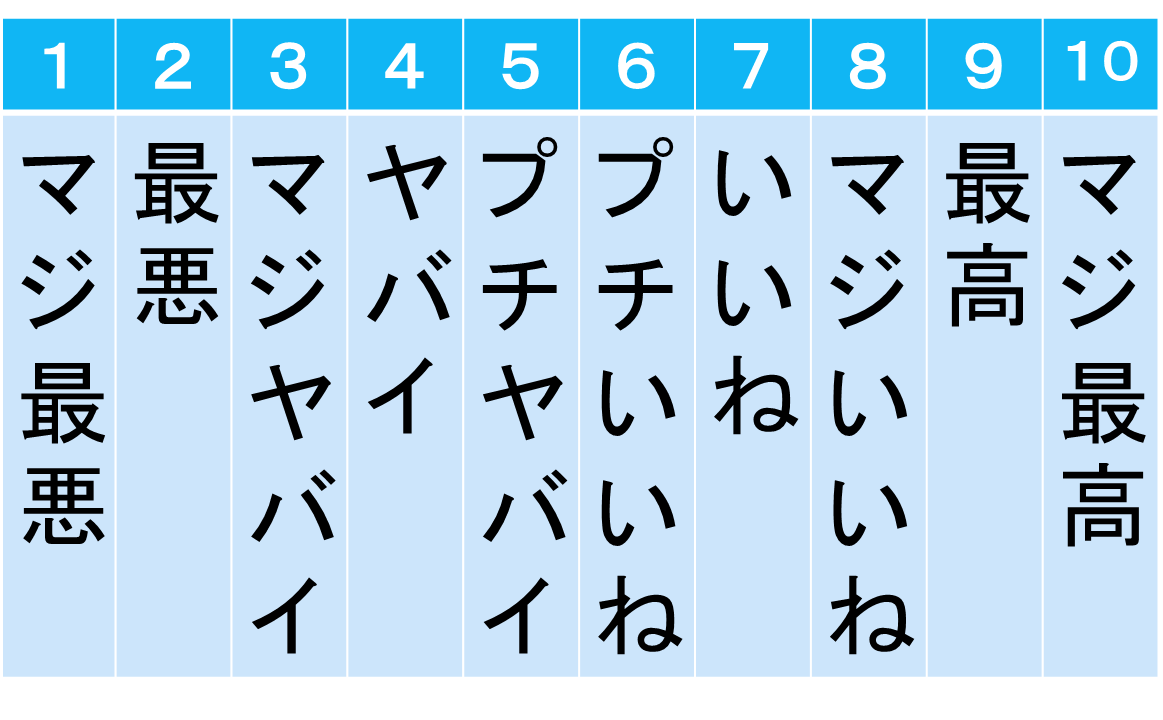 1 2 3 4 5 6 7 8 9 10
マジ最悪
最悪
マジヤバイ
ヤバイ
プチヤバイ
プチいいね
いいね
マジいいね
最高
マジ最高